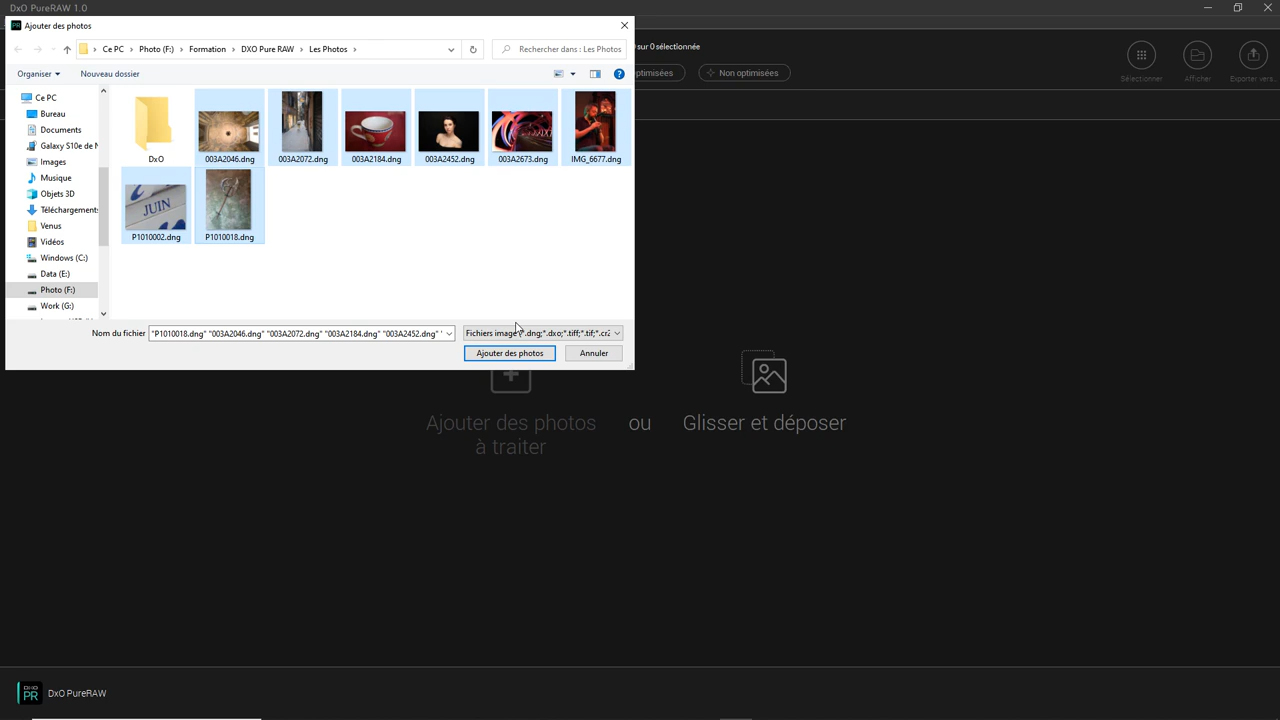 DxO PureRAW 1.0
Ajouter des photos
Ce PC > Photo (F:) > Formation > DXO Pure RAW > Les Photos >
Rechercher dans : Les Photos
sur 0 sélectionnée
Organiser
Nouveau dossier
Non optimisées
Sélectionner
Afficher
Exporter vers...
Ce PC
Bureau
Documents
Galaxy S10e de N
Images
Musique
Objets 3D
Téléchargements
Venus
Vidéos
Windows (C:)
Data (E:)
Photo (F:)
Work (G:)
DxO
003A2046.dng
003A2072.dng
003A2184.dng
003A2452.dng
003A2673.dng
IMG_6677.dng
JUIN
P1010002.dng
P1010018.dng
Nom du fichier
"P1010018.dng" "003A2046.dng" "003A2072.dng" "003A2184.dng" "003A2452.dng" "
Fichiers image (*.dng;*.dxo;*.tiff;*.tif;*.cr2
Ajouter des photos
Annuler
Ajouter des photos
à traiter
ou
Glisser et déposer
DXO
PR
DxO PureRAW